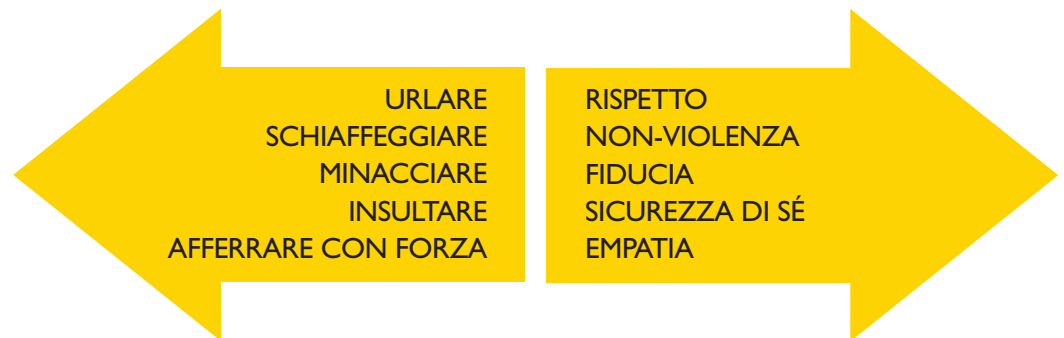 URLARE
SCHIAFFEGGIARE
MINACCIARE
INSULTARE
AFFERRARE CON FORZA
RISPETTO
NON-VIOLENZA
FIDUCIA
SICUREZZA DI SÉ
EMPATIA